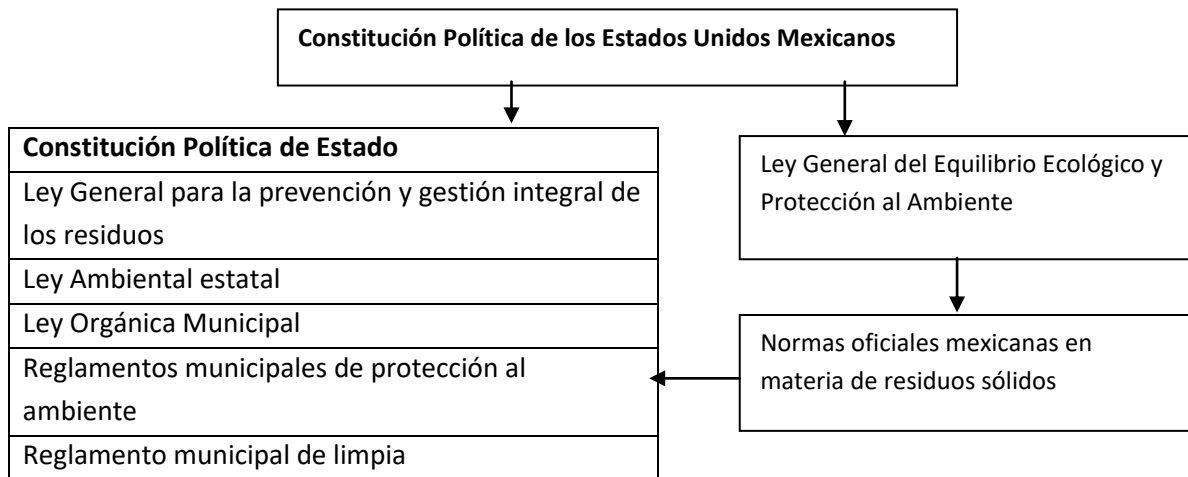 Constitución Política de los Estados Unidos Mexicanos
Constitución Política de Estado
Ley General para la prevención y gestión integral de
los residuos
Ley Ambiental estatal
Ley Orgánica Municipal
Reglamentos municipales de protección al
ambiente
Reglamento municipal de limpia
Ley General del Equilibrio Ecológico y
Protección al Ambiente
Normas oficiales mexicanas en
materia de residuos sólidos